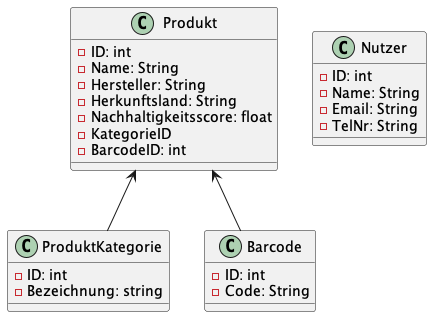 C Produkt
ID: int
Name: String
Hersteller: String
Herkunftsland: String
Nachhaltigkeitsscore: float
KategorieID
BarcodeID: int
C Nutzer
ID: int
Name: String
Email: String
TelNr: String
C ProduktKategorie
ID: int
Bezeichnung: string
C Barcode
ID: int
Code: String